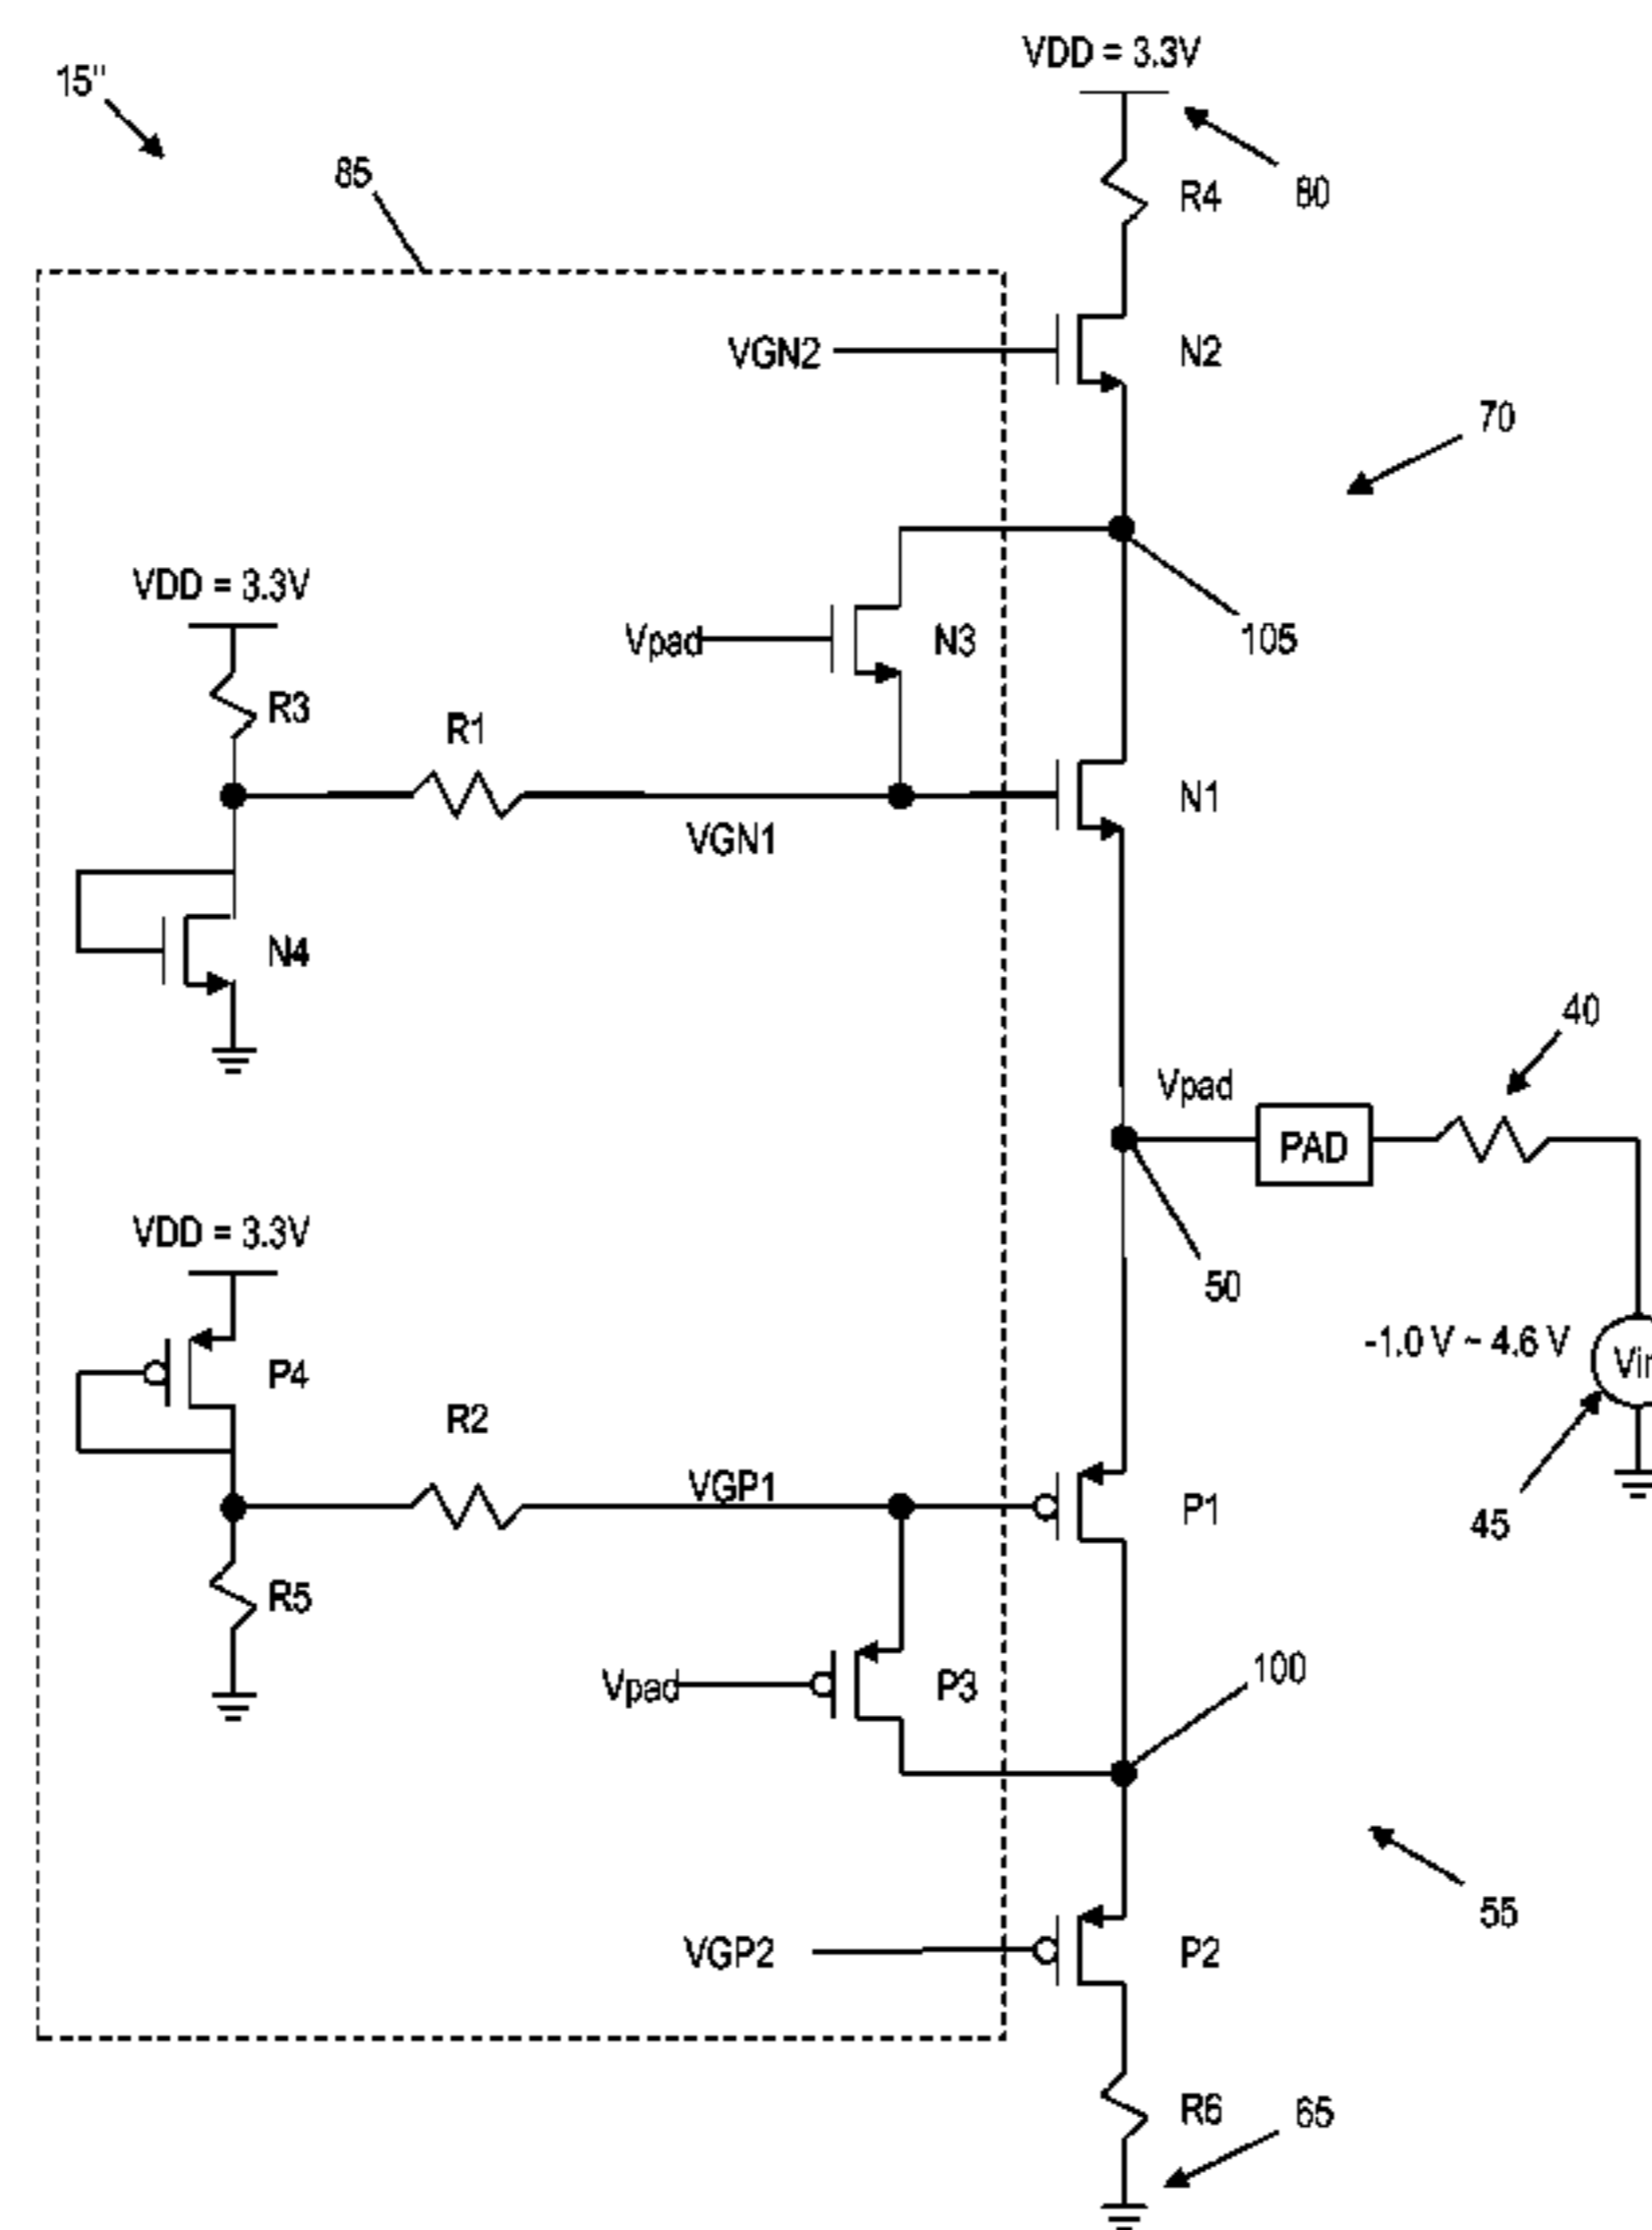 VDD = 3.3V
15"
85
R4
80
VGN2
N2
70
VDD = 3.3V
Vpad
N3
105
R3
R1
N1
VGN1
N4
40
Vpad
PAD
VDD = 3.3V
50
-1.0 V ~ 4.6 V
P4
R2
VGP1
P1
45
R5
Vpad
P3
100
55
VGP2
P2
R6
65